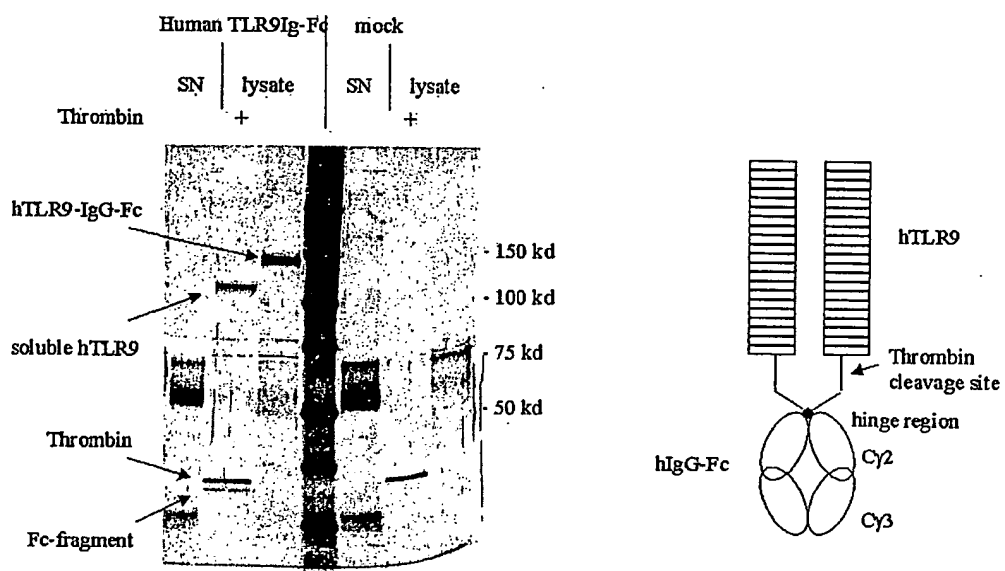 Human TLR9Ig-Fc
mock
SN
lysate
SN
lysate
Thrombin
+
+
hTLR9-IgG-Fc
soluble hTLR9
Thrombin
Fc-fragment
- 150 kd
- 100 kd
75 kd
- 50 kd
hTLR9
Thrombin
cleavage site
hinge region
hIgG-Fc
Cγ2
Cγ3